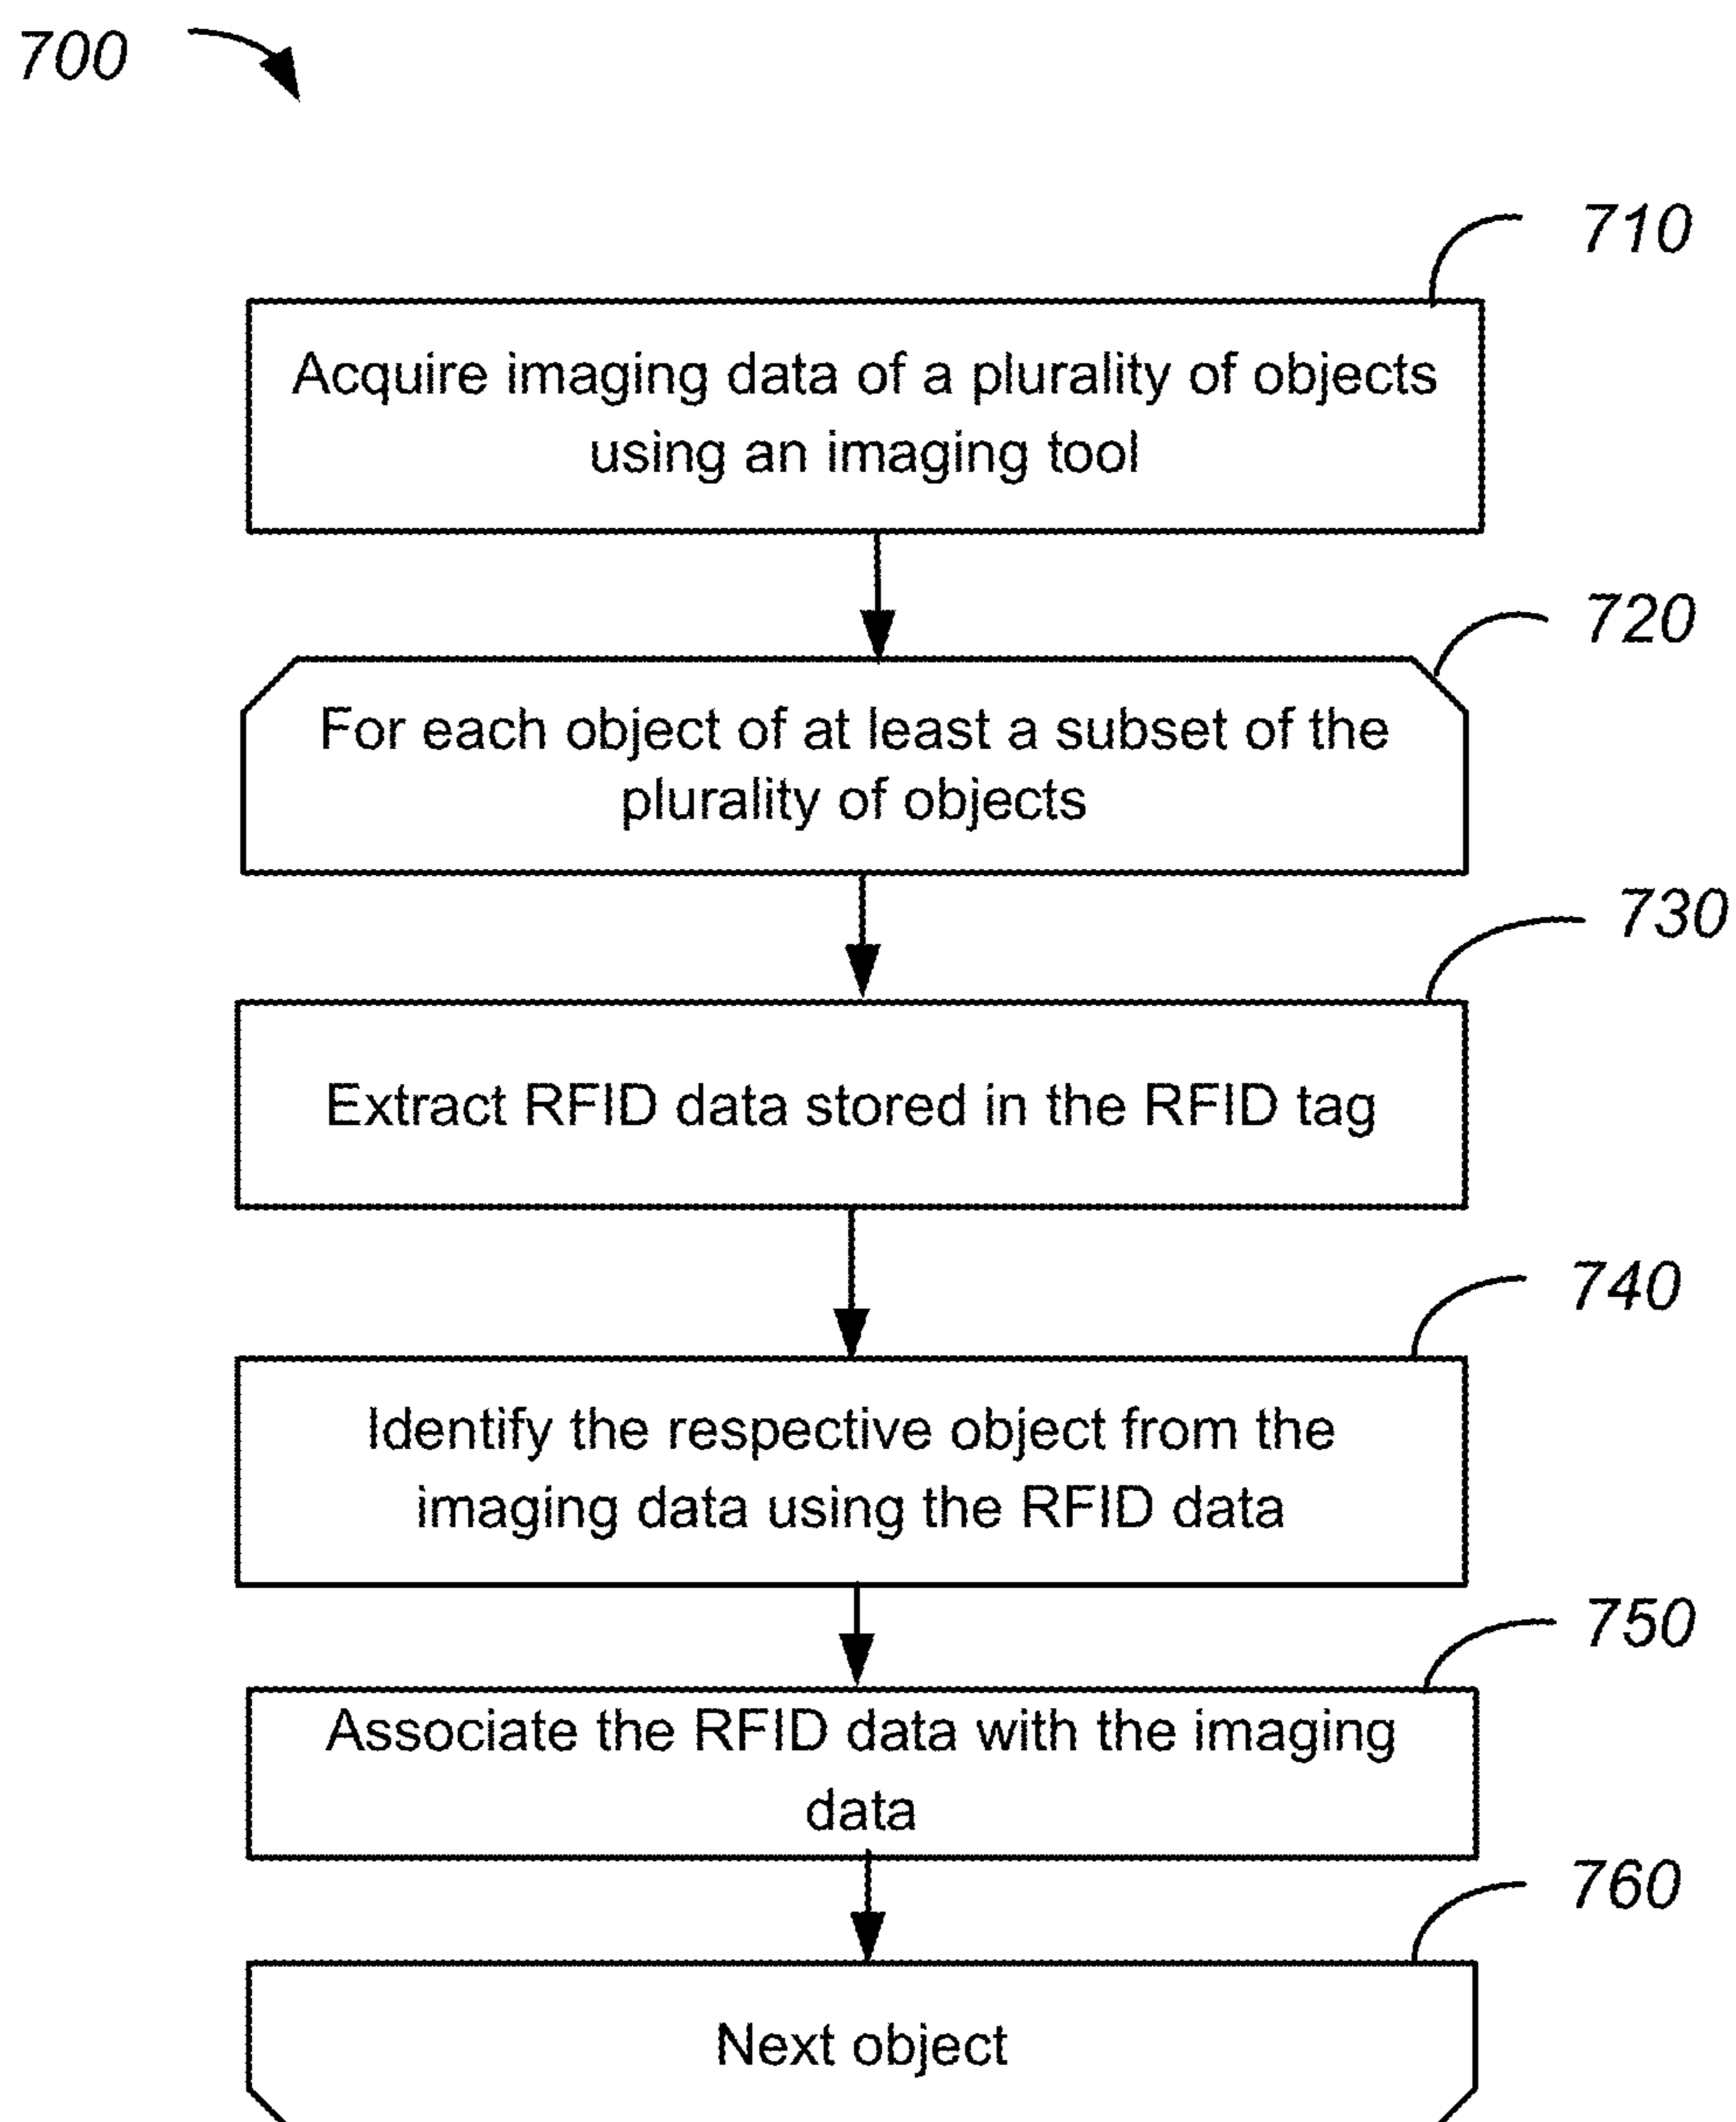 700
710
Acquire imaging data of a plurality of objects
using an imaging tool
720
For each object of at least a subset of the
plurality of objects
730
Extract RFID data stored in the RFID tag
740
Identify the respective object from the
imaging data using the RFID data
750
Associate the RFID data with the imaging
data
760
Next object